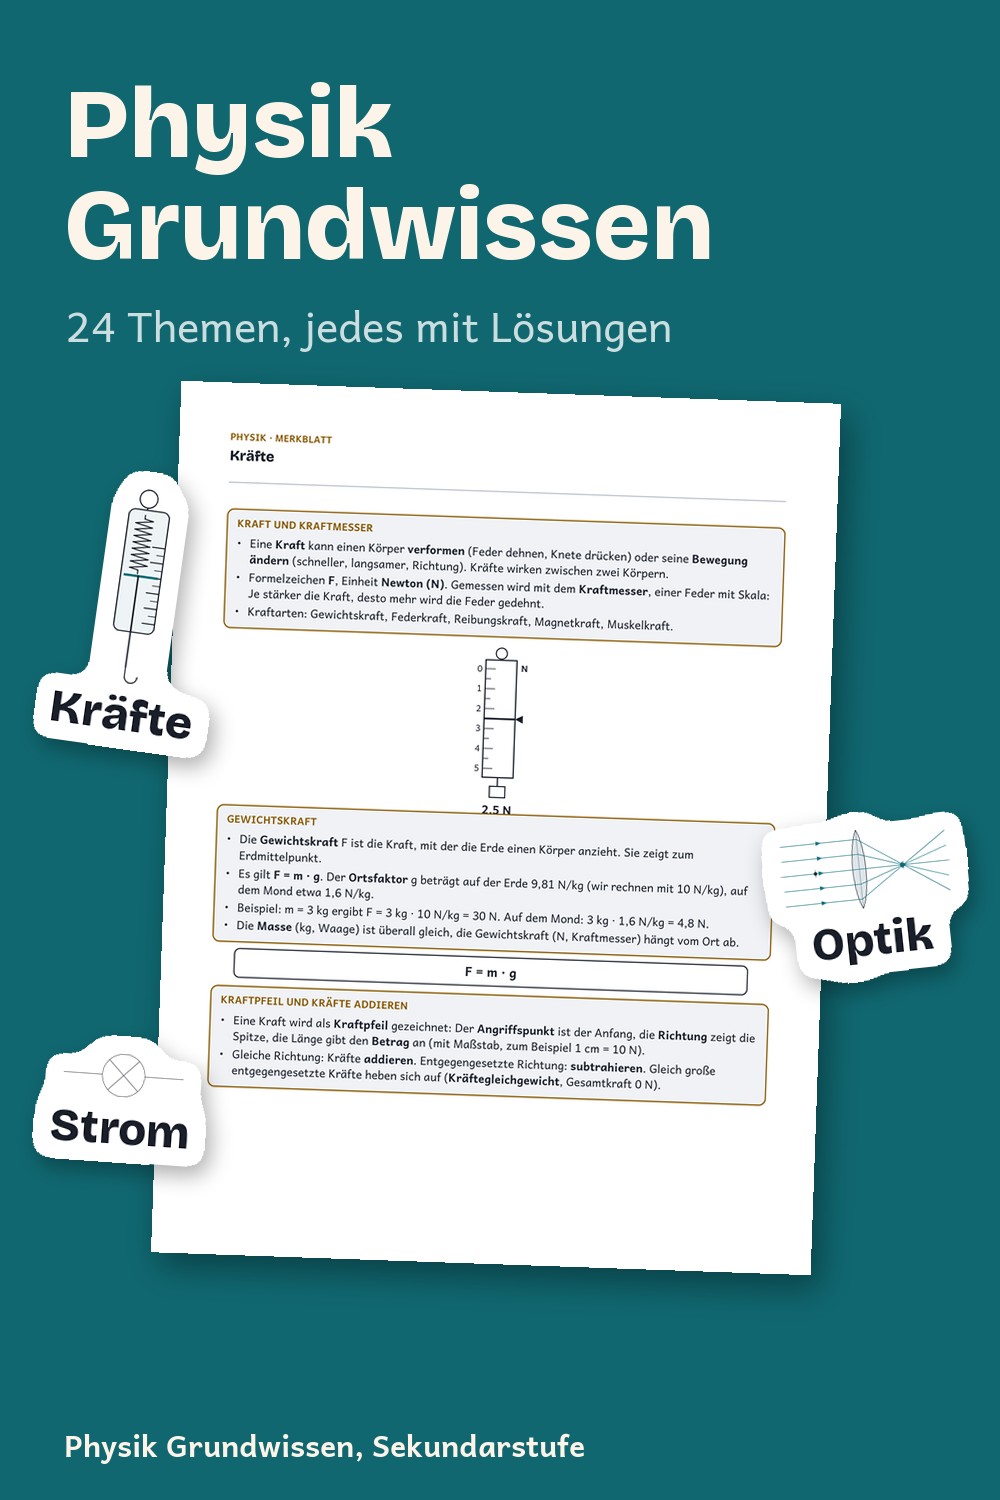 Physik
Grundwissen
24 Themen, jedes mit Lösungen
PHYSIK · MERKBLATT
Kräfte
KRAFT UND KRAFTMESSER
• Eine Kraft kann einen Körper verformen (Feder dehnen, Knete drücken) oder seine Bewegung
ändern (schneller, langsamer, Richtung). Kräfte wirken zwischen zwei Körpern.
• Formelzeichen F, Einheit Newton (N). Gemessen wird mit dem Kraftmesser, einer Feder mit Skala:
Je stärker die Kraft, desto mehr wird die Feder gedehnt.
• Kraftarten: Gewichtskraft, Federkraft, Reibungskraft, Magnetkraft, Muskelkraft.
0 N
1
2
3
4
5
2,5 N
Kräfte
GEWICHTSKRAFT
• Die Gewichtskraft F ist die Kraft, mit der die Erde einen Körper anzieht. Sie zeigt zum
Erdmittelpunkt.
• Es gilt F = m · g. Der Ortsfaktor g beträgt auf der Erde 9,81 N/kg (wir rechnen mit 10 N/kg), auf
dem Mond etwa 1,6 N/kg.
• Beispiel: m = 3 kg ergibt F = 3 kg · 10 N/kg = 30 N. Auf dem Mond: 3 kg · 1,6 N/kg = 4,8 N.
• Die Masse (kg, Waage) ist überall gleich, die Gewichtskraft (N, Kraftmesser) hängt vom Ort ab.
Optik
F = m · g
KRAFTPFEIL UND KRÄFTE ADDIEREN
• Eine Kraft wird als Kraftpfeil gezeichnet: Der Angriffspunkt ist der Anfang, die Richtung zeigt die
Spitze, die Länge gibt den Betrag an (mit Maßstab, zum Beispiel 1 cm = 10 N).
• Gleiche Richtung: Kräfte addieren. Entgegengesetzte Richtung: subtrahieren. Gleich große
entgegengesetzte Kräfte heben sich auf (Kräftegleichgewicht, Gesamtkraft 0 N).
Strom
Physik Grundwissen, Sekundarstufe